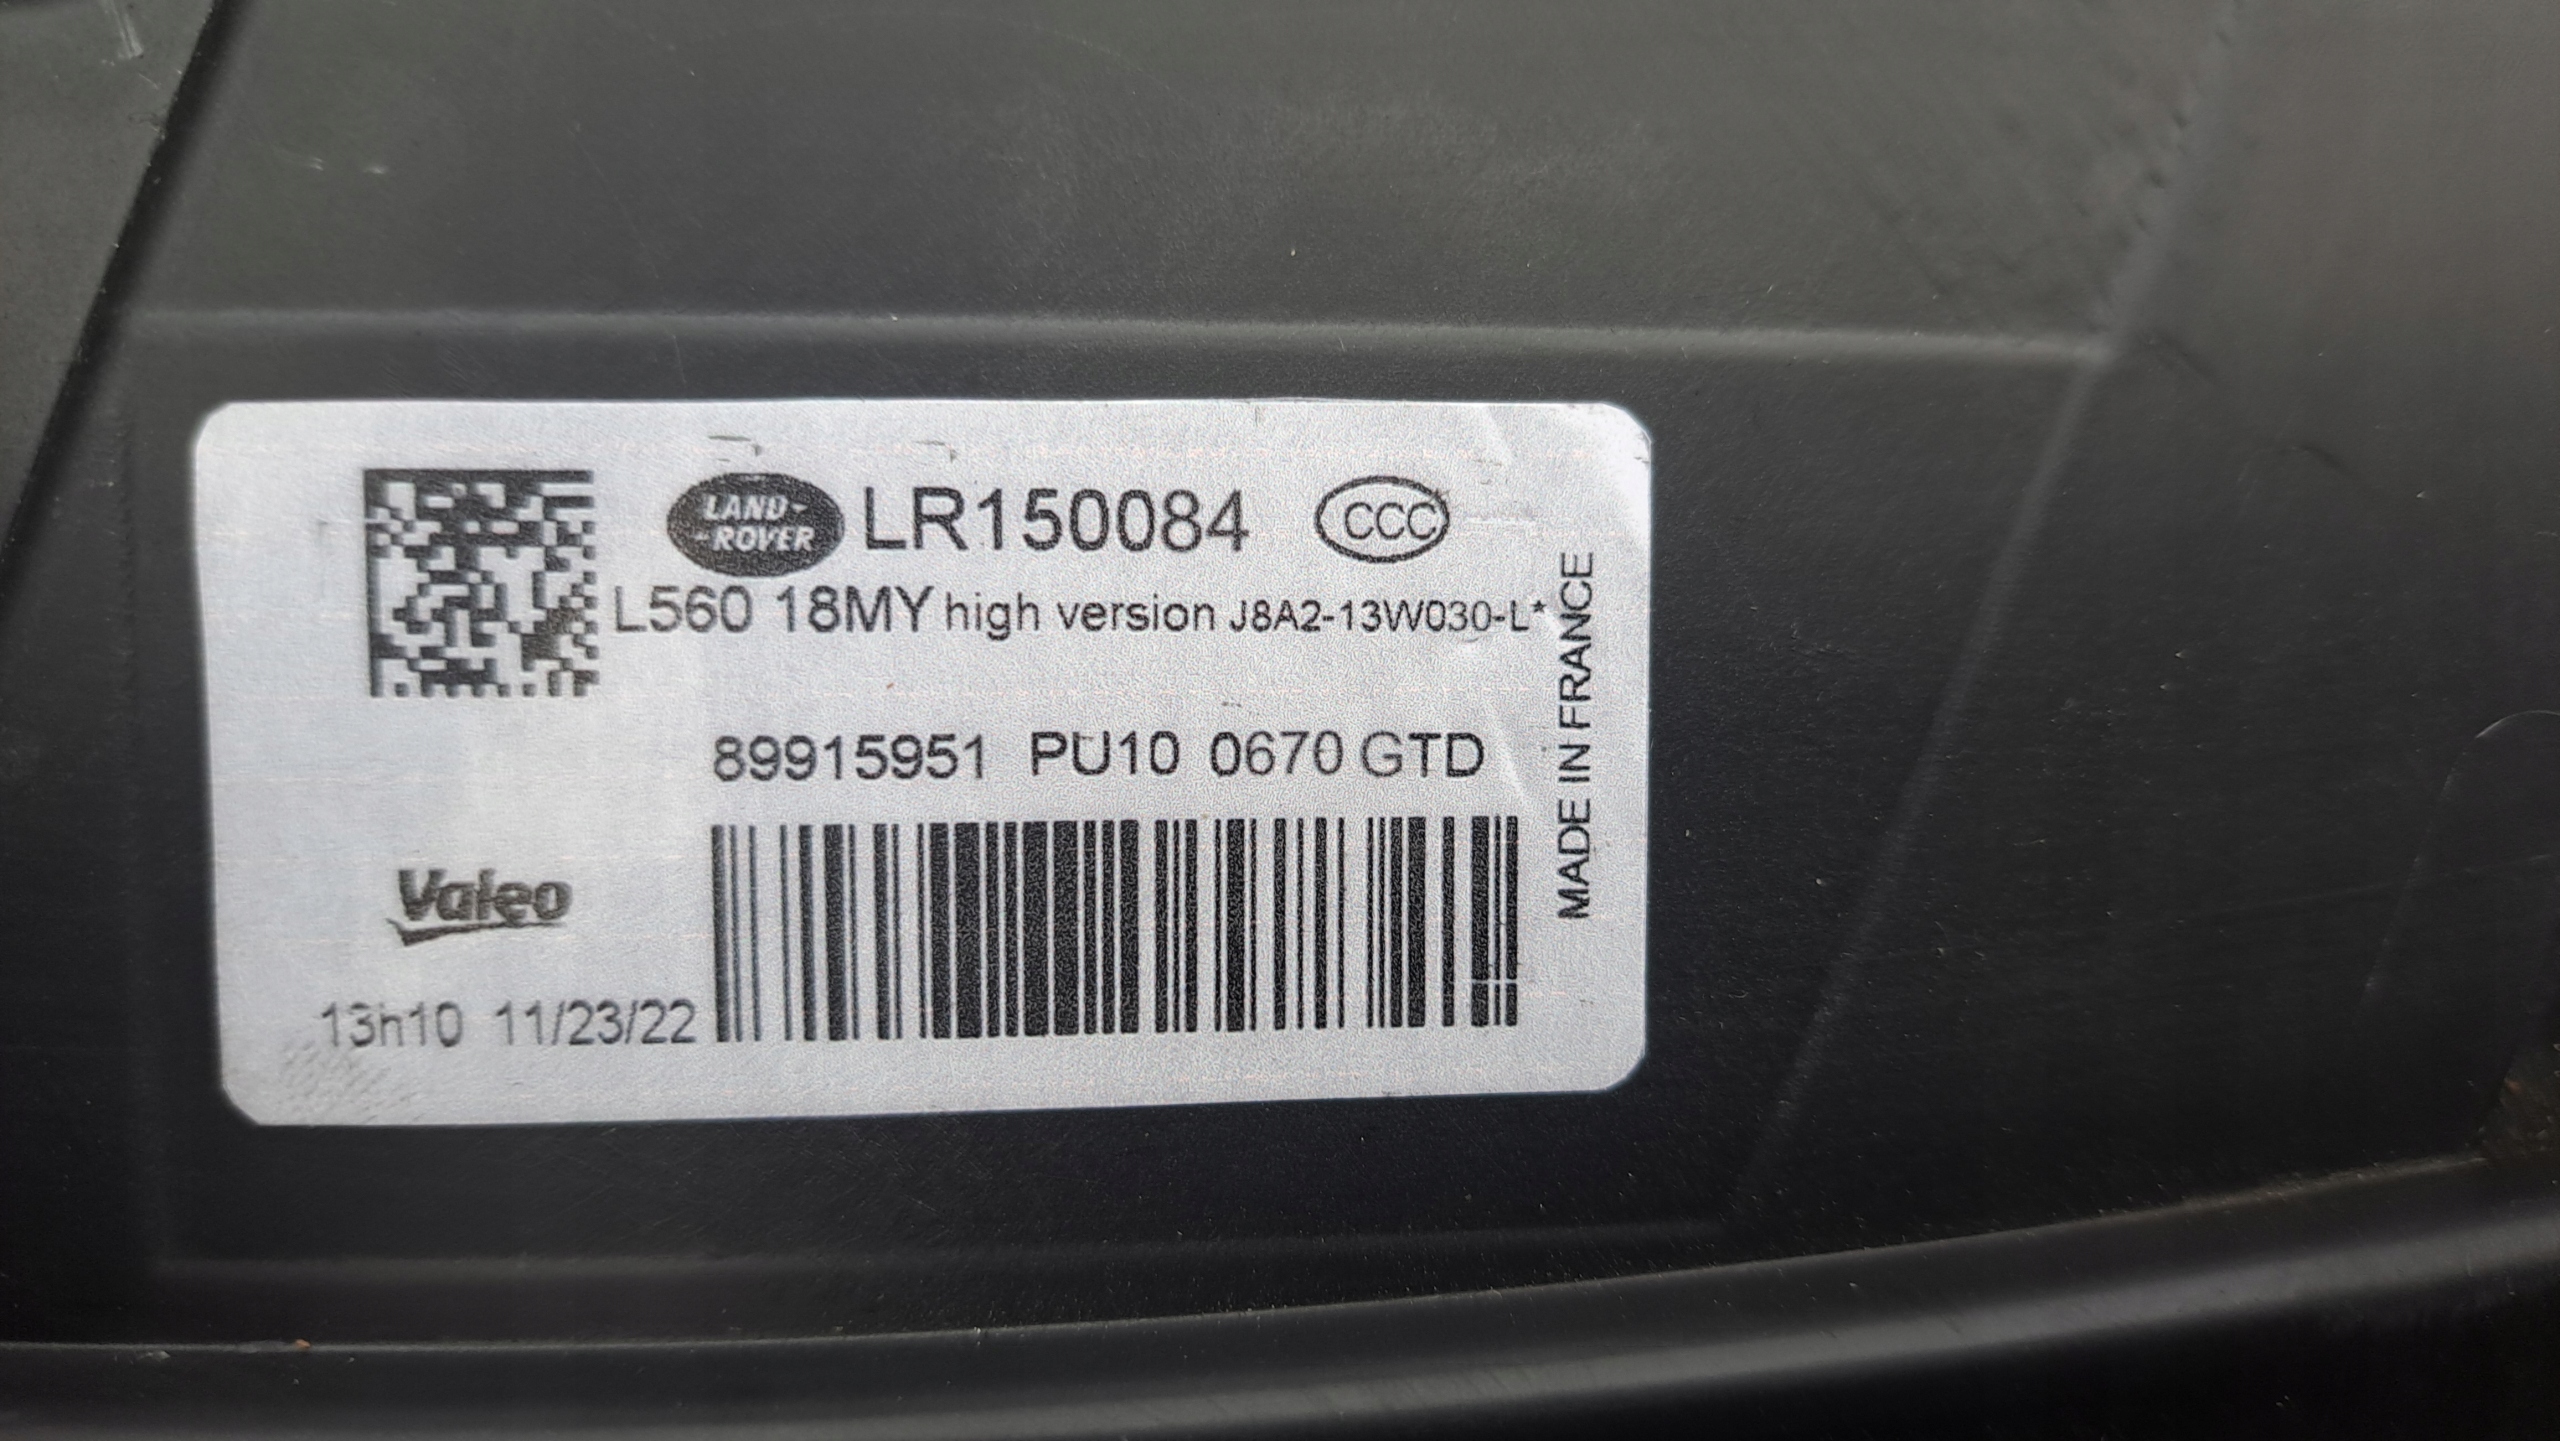 LAND-
-ROVER
LR150084
CCC
L560 18MY high version J8A2-13W030-L*
89915951 PU10 0670 GTD
MADE IN FRANCE
Valeo
13h10 11/23/22